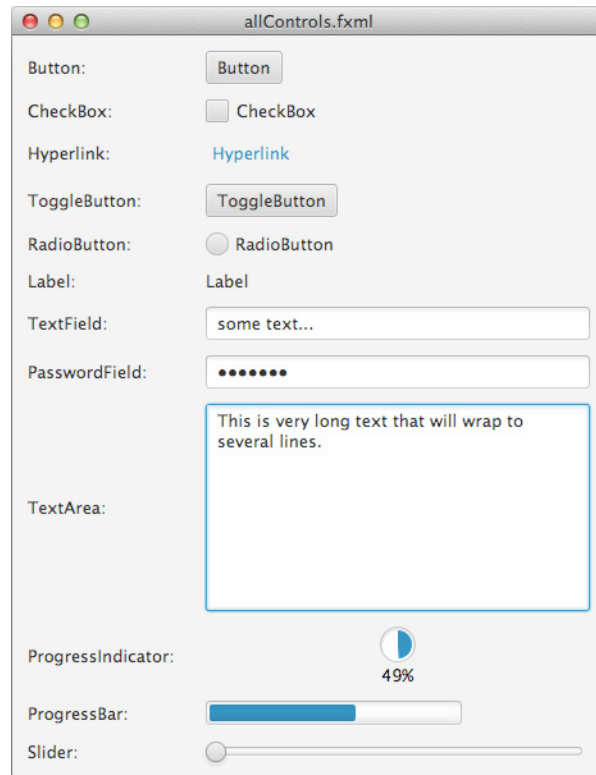 allControls.fxml
Button: Button
CheckBox: CheckBox
Hyperlink: Hyperlink
ToggleButton: ToggleButton
RadioButton: RadioButton
Label: Label
TextField: some text...
PasswordField: ●●●●●●●
This is very long text that will wrap to
several lines.
TextArea:
ProgressIndicator:
49%
ProgressBar:
Slider: